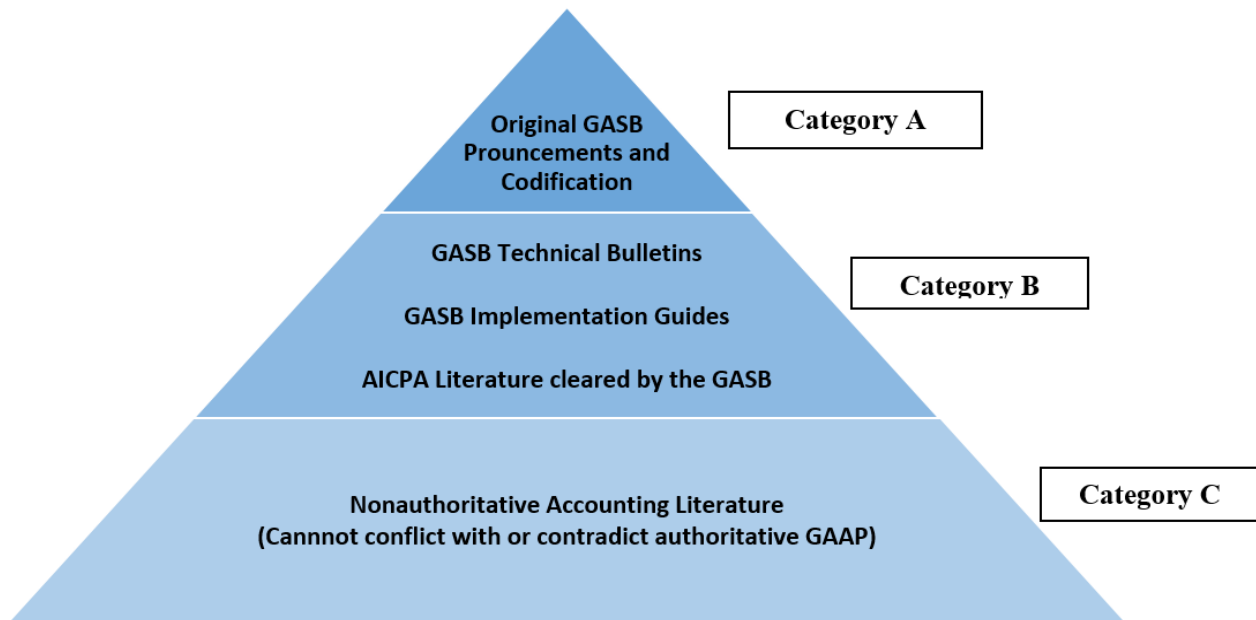 Original GASB
Prouncements and
Codification
Category A
GASB Technical Bulletins
GASB Implementation Guides
AICPA Literature cleared by the GASB
Category B
Nonauthoritative Accounting Literature
(Cannnot conflict with or contradict authoritative GAAP)
Category C